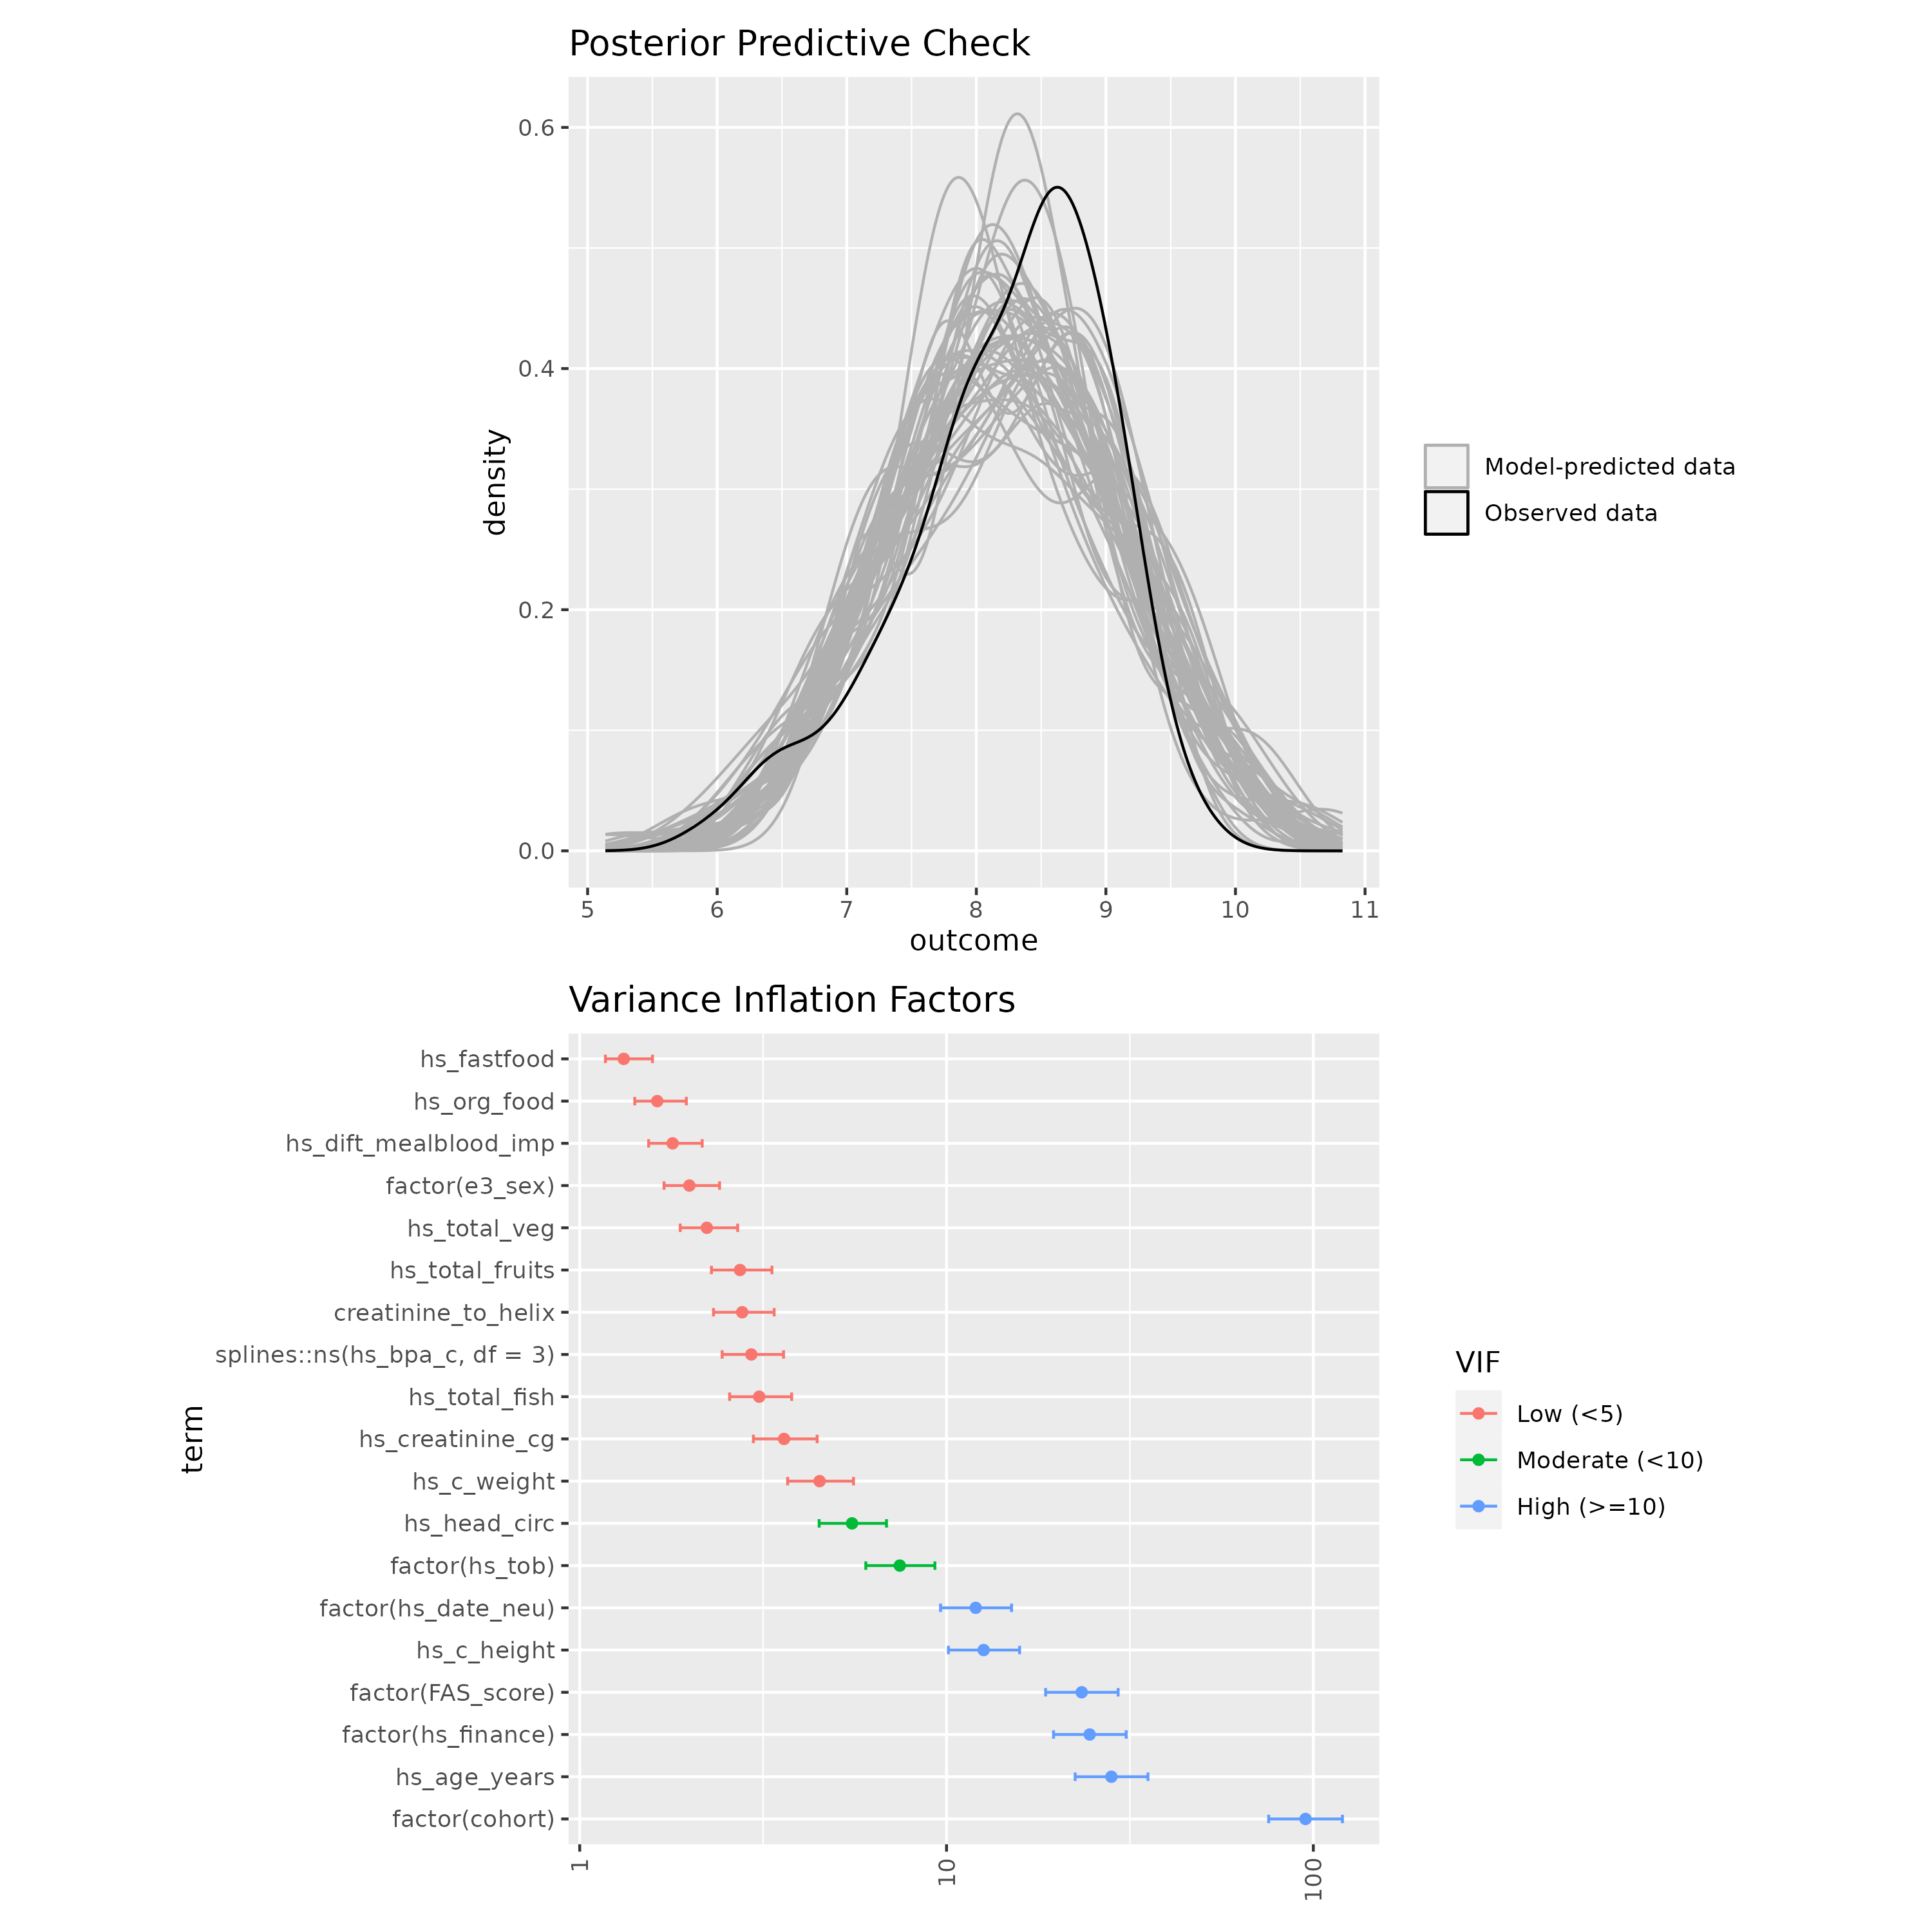 Posterior Predictive Check
0.6
0.4
0.2
0.0
density
5 6 7 8 9 10 11
outcome
Model-predicted data
Observed data
Variance Inflation Factors
term
hs_fastfood
hs_org_food
hs_dift_mealblood_imp
factor(e3_sex)
hs_total_veg
hs_total_fruits
creatinine_to_helix
splines::ns(hs_bpa_c, df = 3)
hs_total_fish
hs_creatinine_cg
hs_c_weight
hs_head_circ
factor(hs_tob)
factor(hs_date_neu)
hs_c_height
factor(FAS_score)
factor(hs_finance)
hs_age_years
factor(cohort)
1 10 100
VIF
Low (<5)
Moderate (<10)
High (>=10)